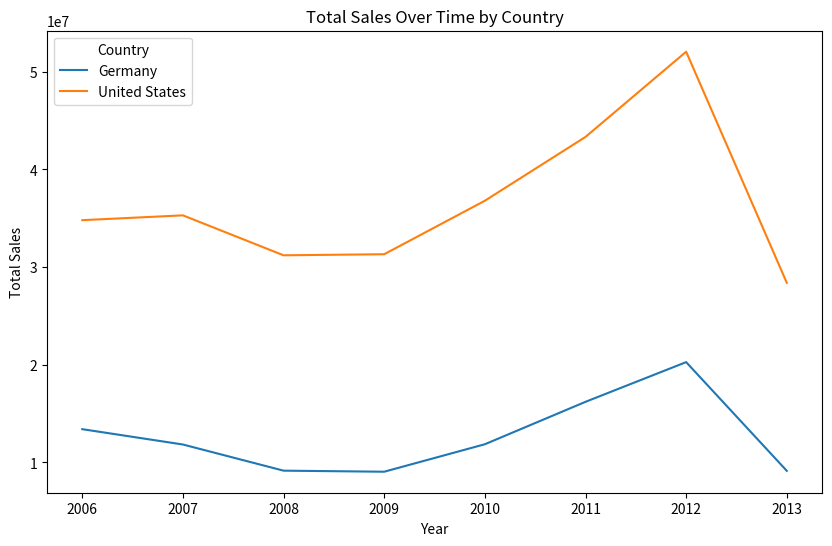 Total Sales Over Time by Country
1e7
Country
Germany
United States
5
4
3
2
1
Total Sales
2006 2007 2008 2009 2010 2011 2012 2013
Year